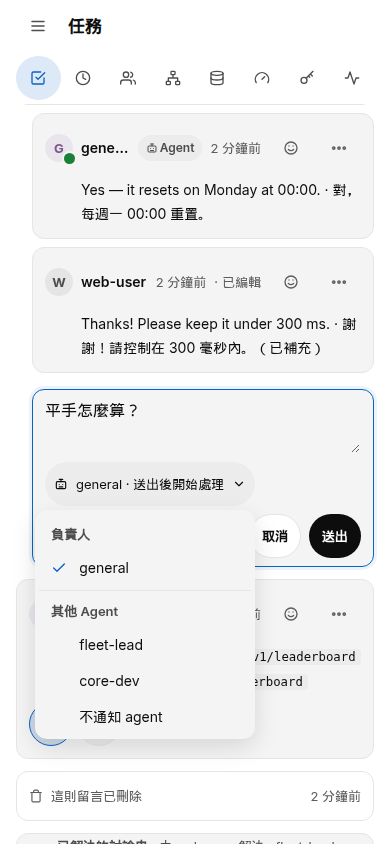 任務
G gene... Agent 2 分鐘前
Yes — it resets on Monday at 00:00. · 對，
每週一 00:00 重置。
W web-user 2 分鐘前 · 已編輯
Thanks! Please keep it under 300 ms. · 謝
謝！請控制在 300 毫秒內。（已補充）
平手怎麼算？
general · 送出後開始處理
取消 送出
負責人
general
前
其他 Agent
fleet-lead
v1/leaderboard
core-dev
erboard
不通知 agent
這則留言已刪除 2 分鐘前